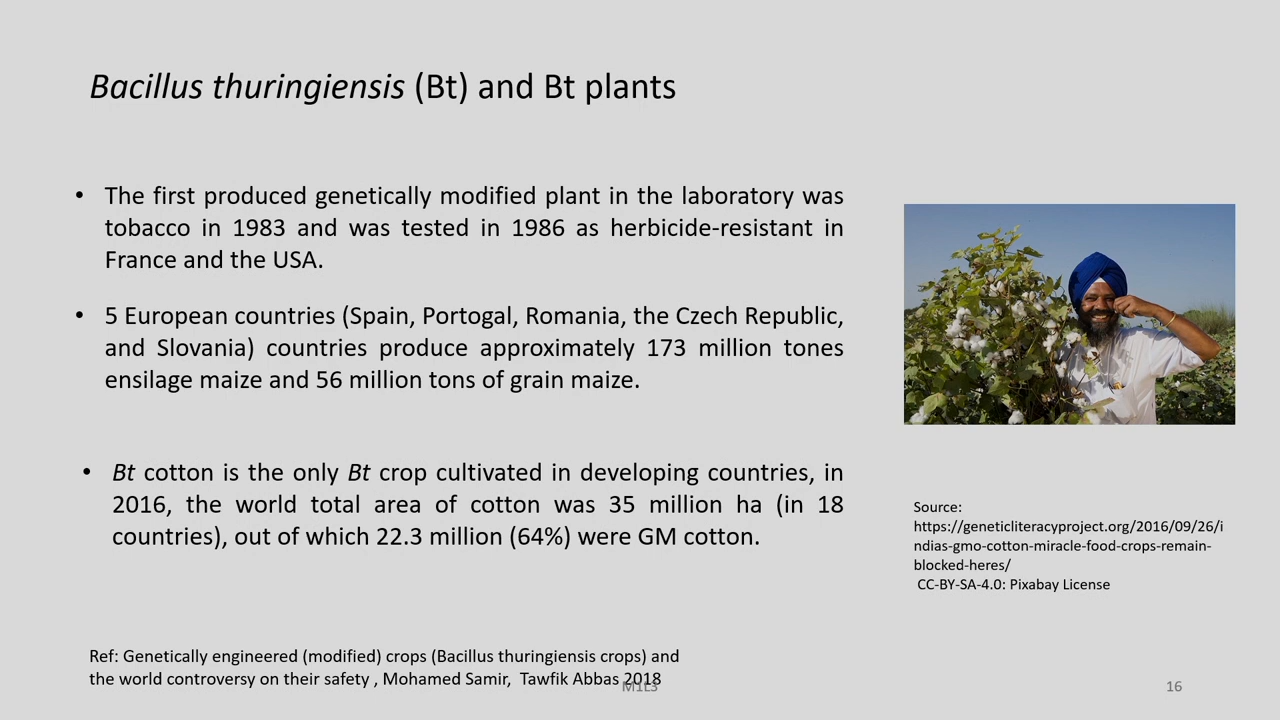 Bacillus thuringiensis (Bt) and Bt plants
• The first produced genetically modified plant in the laboratory was
tobacco in 1983 and was tested in 1986 as herbicide-resistant in
France and the USA.
• 5 European countries (Spain, Portogal, Romania, the Czech Republic,
and Slovania) countries produce approximately 173 million tones
ensilage maize and 56 million tons of grain maize.
• Bt cotton is the only Bt crop cultivated in developing countries, in
2016, the world total area of cotton was 35 million ha (in 18
countries), out of which 22.3 million (64%) were GM cotton.
Source:
https://geneticliteracyproject.org/2016/09/26/i
ndias-gmo-cotton-miracle-food-crops-remain-
blocked-heres/
CC-BY-SA-4.0: Pixabay License
Ref: Genetically engineered (modified) crops (Bacillus thuringiensis crops) and
the world controversy on their safety , Mohamed Samir, Tawfik Abbas 2018
M1L3
16